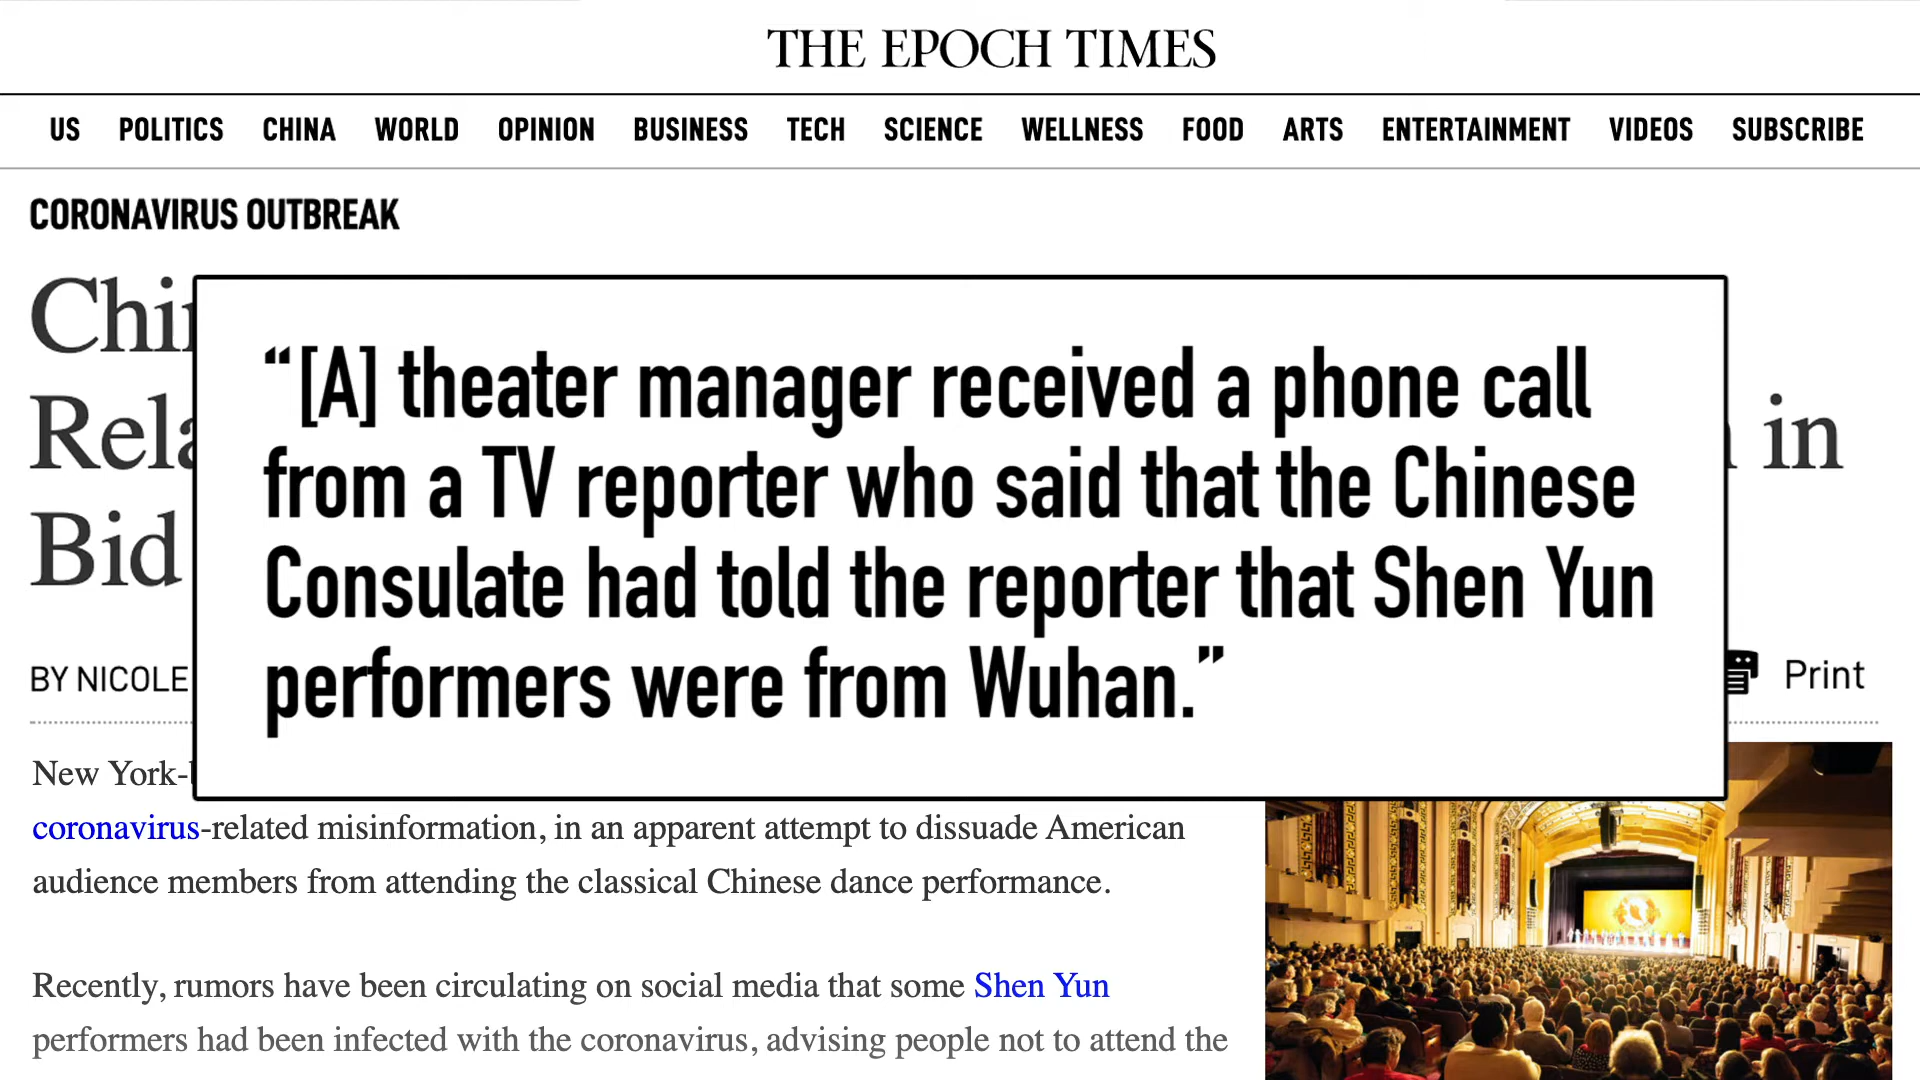 THE EPOCH TIMES
US POLITICS CHINA WORLD OPINION BUSINESS TECH SCIENCE WELLNESS FOOD ARTS ENTERTAINMENT VIDEOS SUBSCRIBE
CORONAVIRUS OUTBREAK
in
Bid
“[A] theater manager received a phone call
from a TV reporter who said that the Chinese
Consulate had told the reporter that Shen Yun
performers were from Wuhan.”
BY NICOLE
Print
New York-
coronavirus-related misinformation, in an apparent attempt to dissuade American
audience members from attending the classical Chinese dance performance.
Recently, rumors have been circulating on social media that some Shen Yun
performers had been infected with the coronavirus, advising people not to attend the